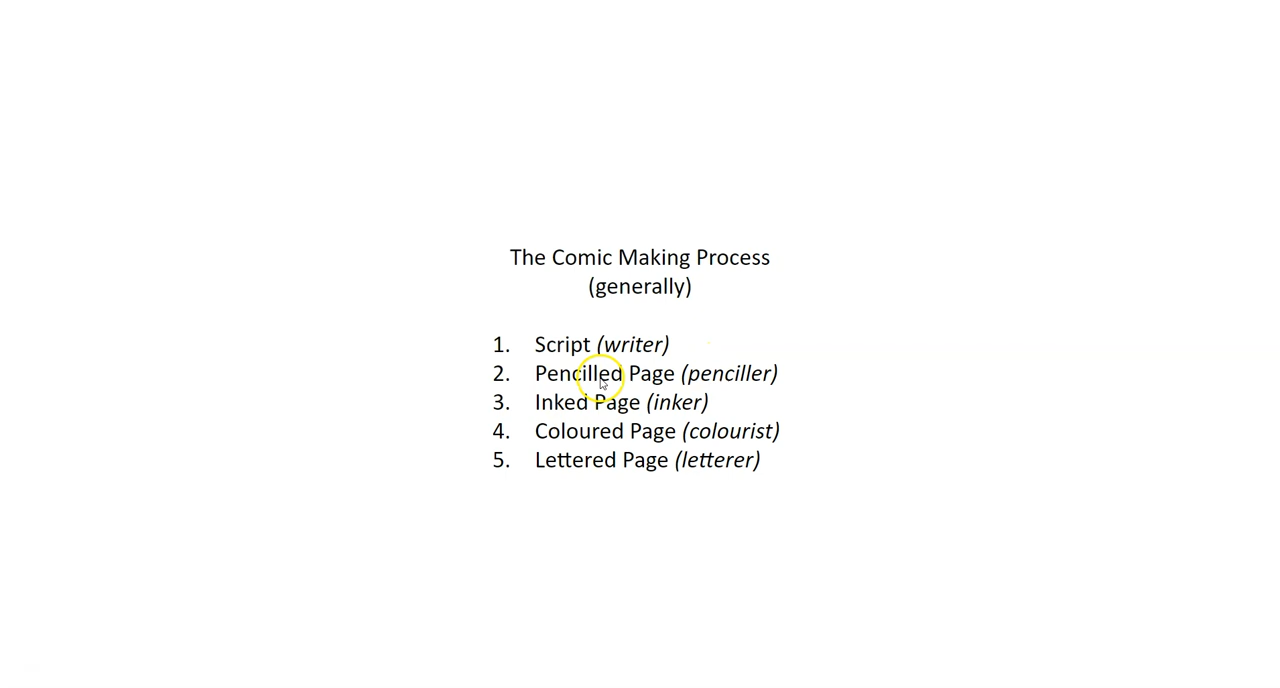 The Comic Making Process
(generally)
1. Script (writer)
2. Pencilled Page (penciller)
3. Inked Page (inker)
4. Coloured Page (colourist)
5. Lettered Page (letterer)